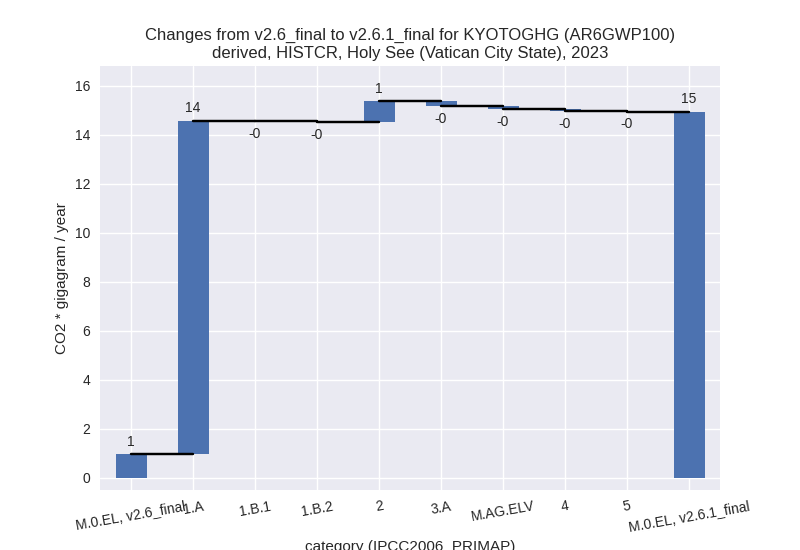 Changes from v2.6_final to v2.6.1_final for KYOTOGHG (AR6GWP100)
derived, HISTCR, Holy See (Vatican City State), 2023
CO2 * gigagram / year
16
14
12
10
8
6
4
2
0
1
14
-0
-0
1
-0
-0
-0
-0
15
M.0.EL, v2.6_final
1.A
1.B.1
1.B.2
2
3.A
M.AG.ELV
4
5
M.0.EL, v2.6.1_final
category (IPCC2006_PRIMAP)